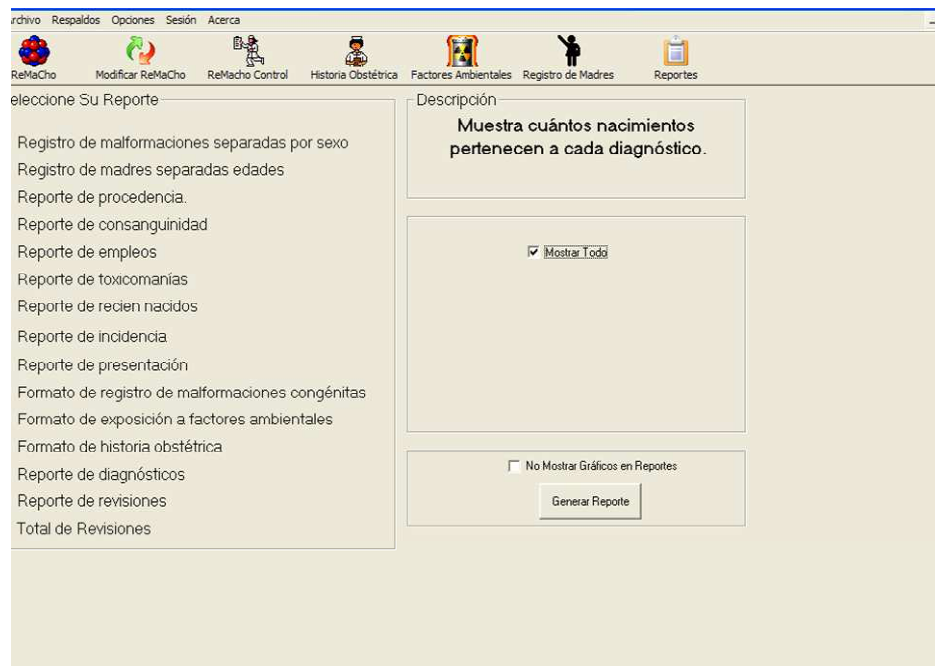 rchivo Respaldos Opciones Sesión Acerca
ReMaCho Modificar ReMaCho ReMacho Control Historia Obstétrica Factores Ambientales Registro de Madres Reportes
eleccione Su Reporte
Registro de malformaciones separadas por sexo
Registro de madres separadas edades
Reporte de procedencia.
Reporte de consanguinidad
Reporte de empleos
Reporte de toxicomanías
Reporte de recien nacidos
Reporte de incidencia
Reporte de presentación
Formato de registro de malformaciones congénitas
Formato de exposición a factores ambientales
Formato de historia obstétrica
Reporte de diagnósticos
Reporte de revisiones
Total de Revisiones
Descripción
Muestra cuántos nacimientos
pertenecen a cada diagnóstico.
Mostrar Todo
No Mostrar Gráficos en Reportes
Generar Reporte